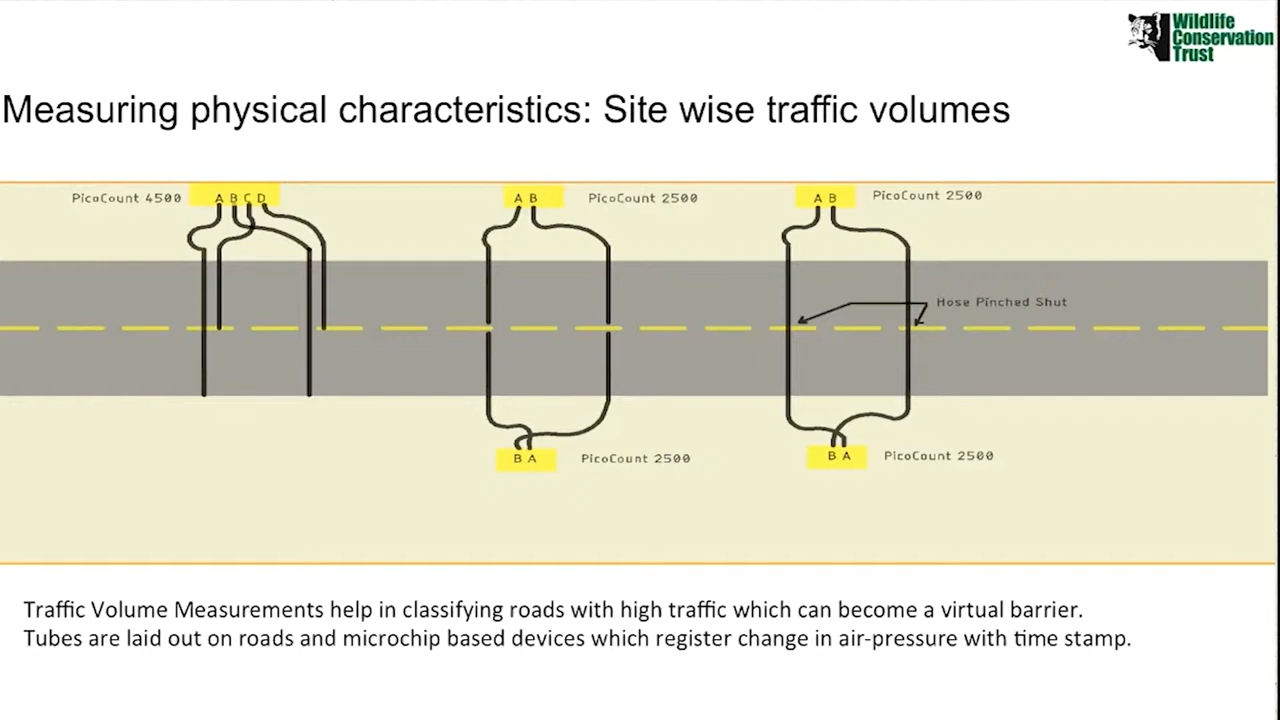 Wildlife
Conservation
Trust
Measuring physical characteristics: Site wise traffic volumes
PicoCount 4500
A B C D
A B
PicoCount 2500
A B
PicoCount 2500
Hose Pinched Shut
B A
PicoCount 2500
B A
PicoCount 2500
Traffic Volume Measurements help in classifying roads with high traffic which can become a virtual barrier.
Tubes are laid out on roads and microchip based devices which register change in air-pressure with time stamp.